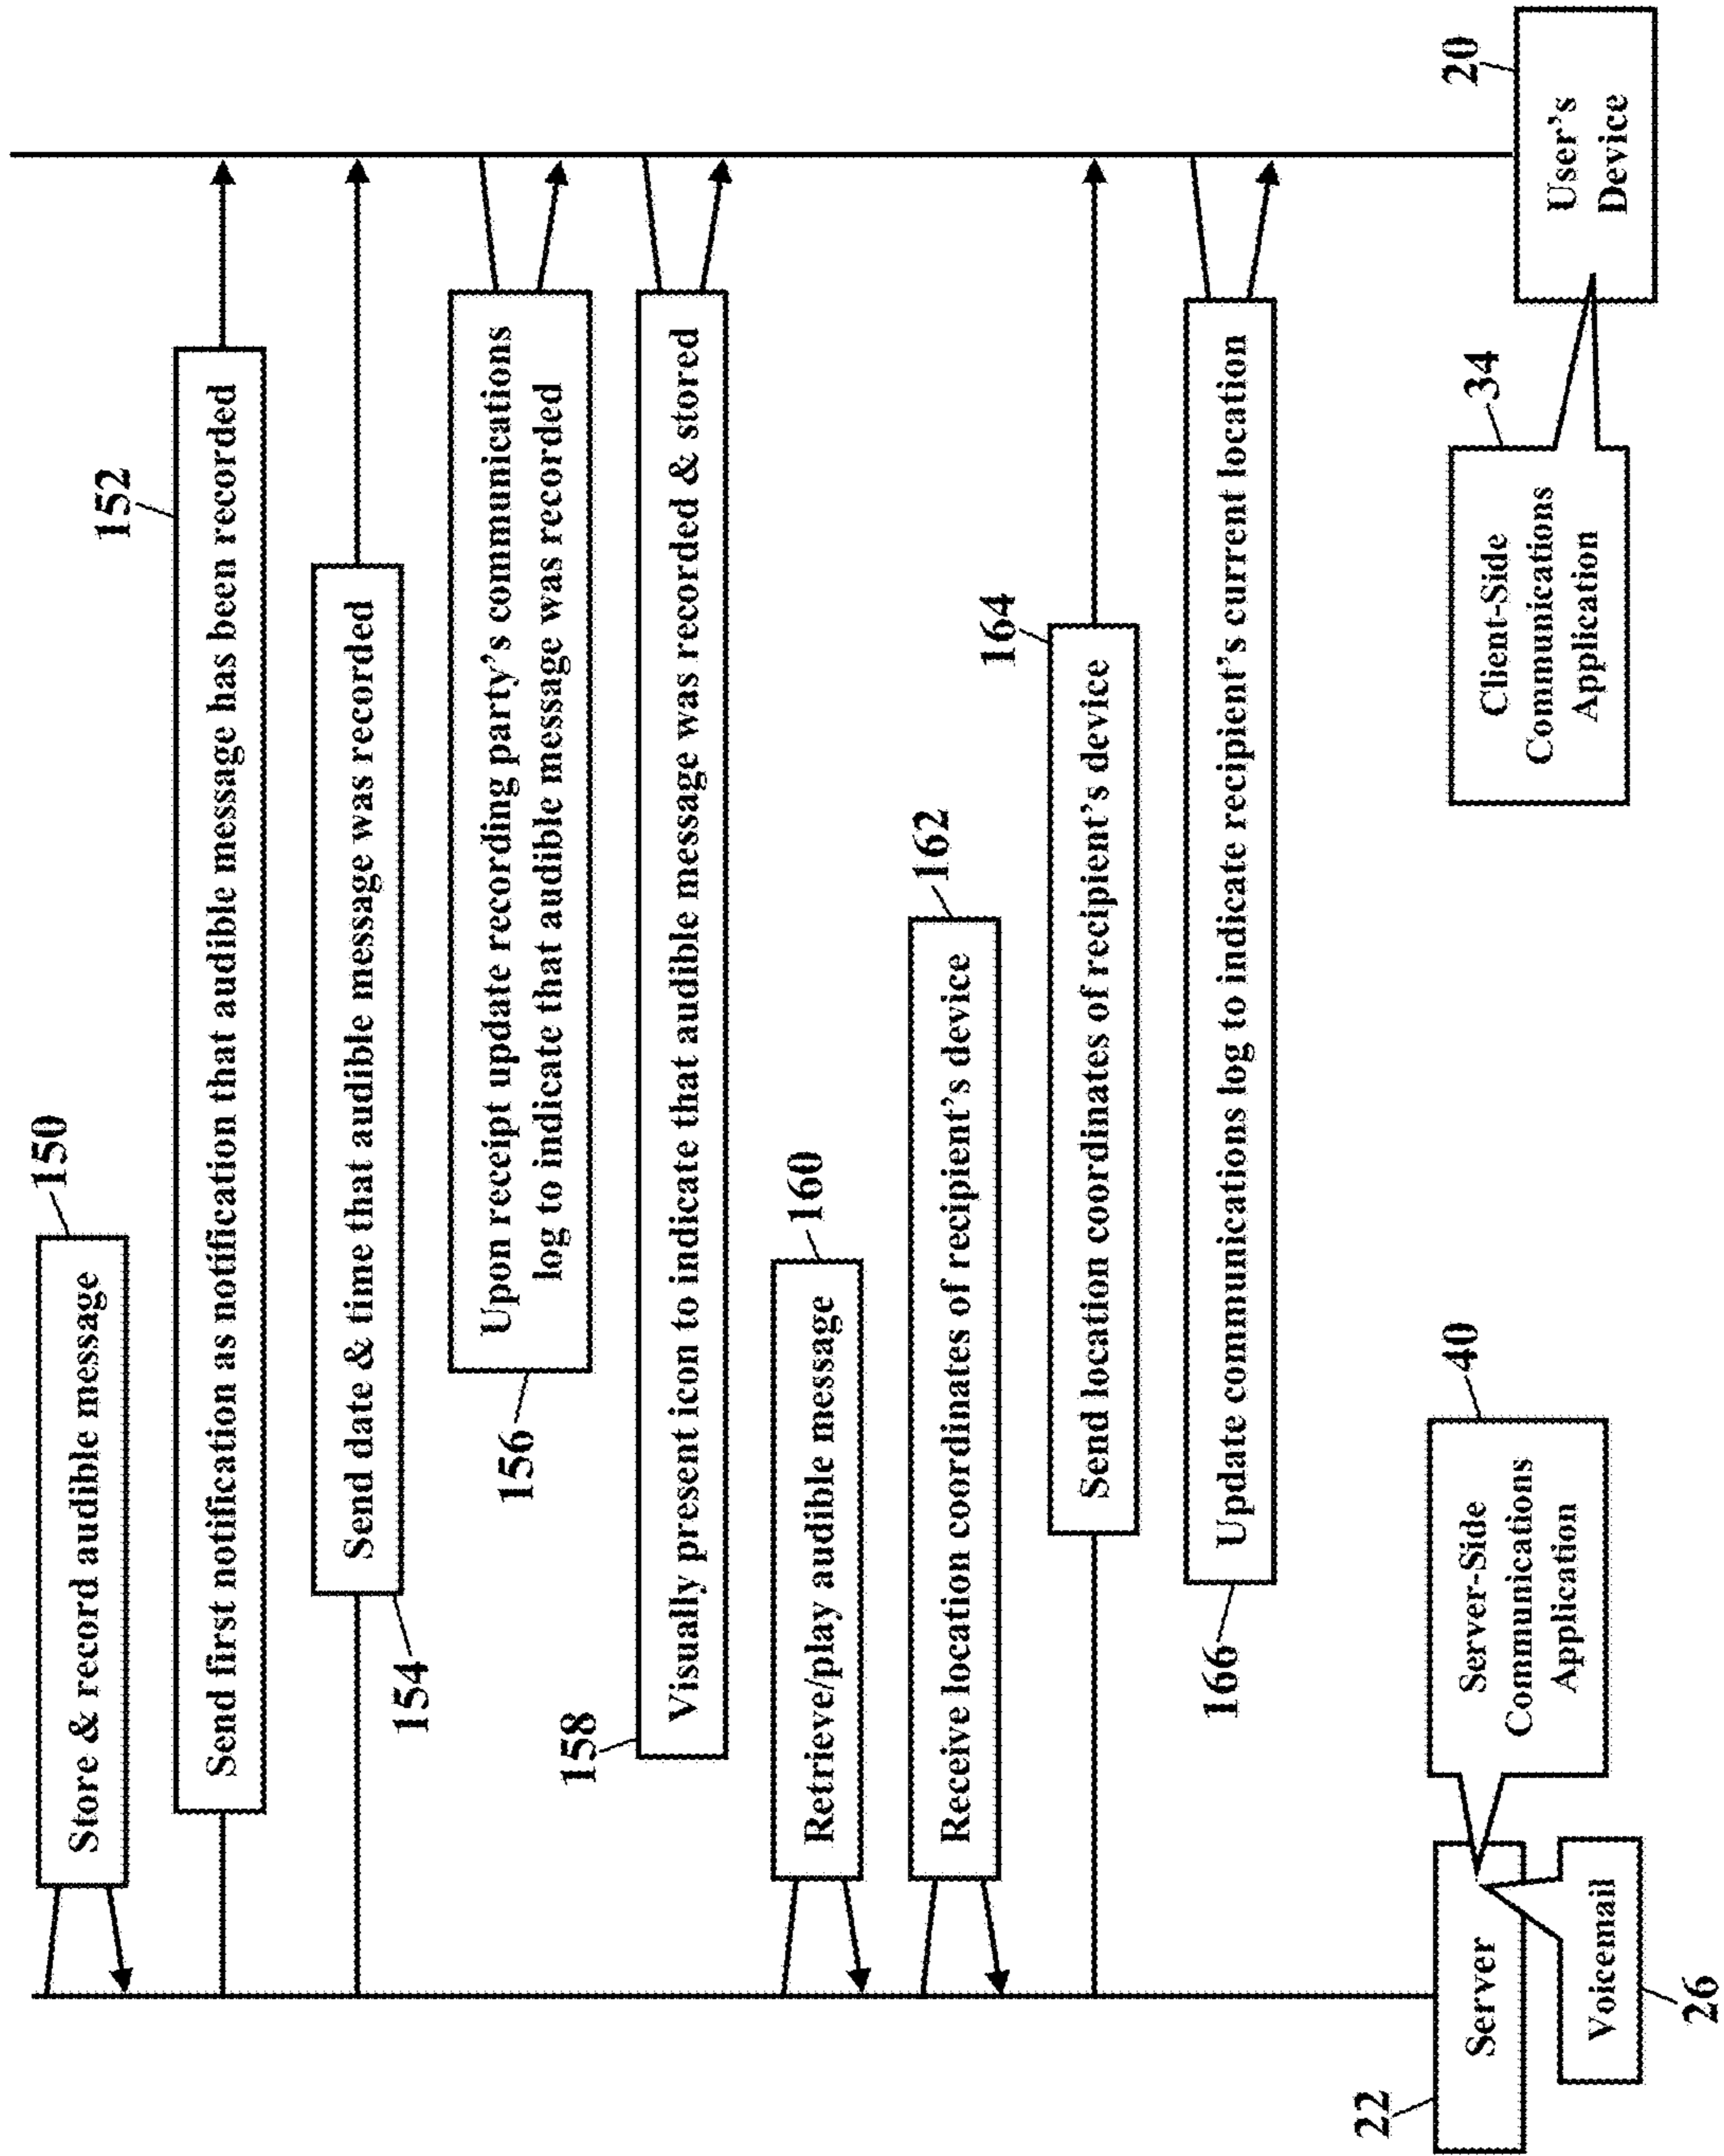 150
Store & record audible message
152
Send first notification as notification that audible message has been recorded
Send date & time that audible message was recorded
154
Upon receipt update recording party's communications
log to indicate that audible message was recorded
156
158
Visually present icon to indicate that audible message was recorded & stored
160
Retrieve/play audible message
162
Receive location coordinates of recipient's device
164
Send location coordinates of recipient's device
Update communications log to indicate recipient's current location
166
22
Server
Voicemail
26
40
Server-Side
Communications
Application
34
Client-Side
Communications
Application
20
User's
Device